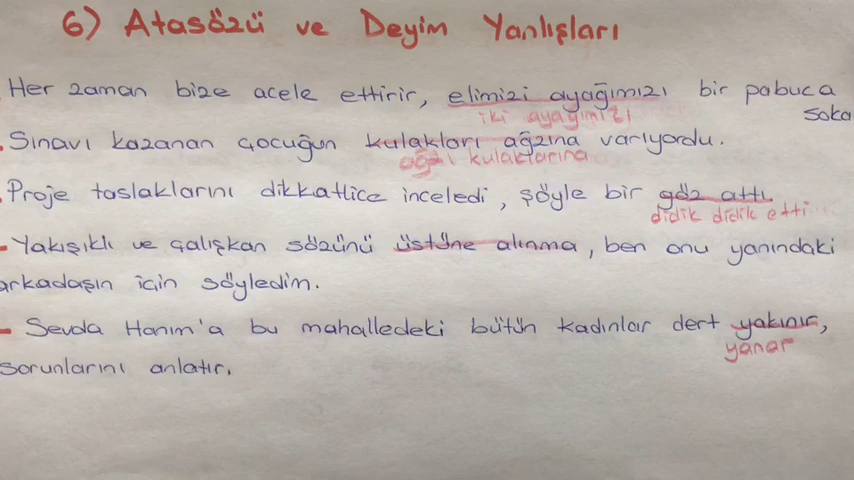 6) Atasözü ve Deyim Yanlışları
Her zaman bize acele ettirir, elimizi ayağımızı bir pabuca
iki ayağımızı
soka
Sınavı kazanan çocuğun kulakları ağzına varıyordu.
ağzı kulaklarına
Proje taslaklarını dikkatlice inceledi, şöyle bir göz attı
didik didik etti
- Yakışıklı ve çalışkan sözünü üstüne alınma, ben onu yanındaki
arkadaşın için söyledim.
- Sevda Hanım'a bu mahalledeki bütün kadınlar dert yakınır,
yanar
sorunlarını anlatır.